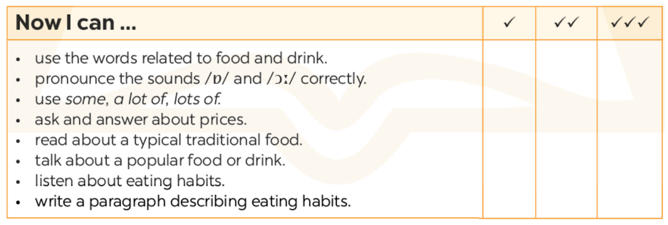 Now I can ... ✓ ✓✓ ✓✓✓
• use the words related to food and drink.
• pronounce the sounds /ɒ/ and /ɔː/ correctly.
• use some, a lot of, lots of.
• ask and answer about prices.
• read about a typical traditional food.
• talk about a popular food or drink.
• listen about eating habits.
• write a paragraph describing eating habits.